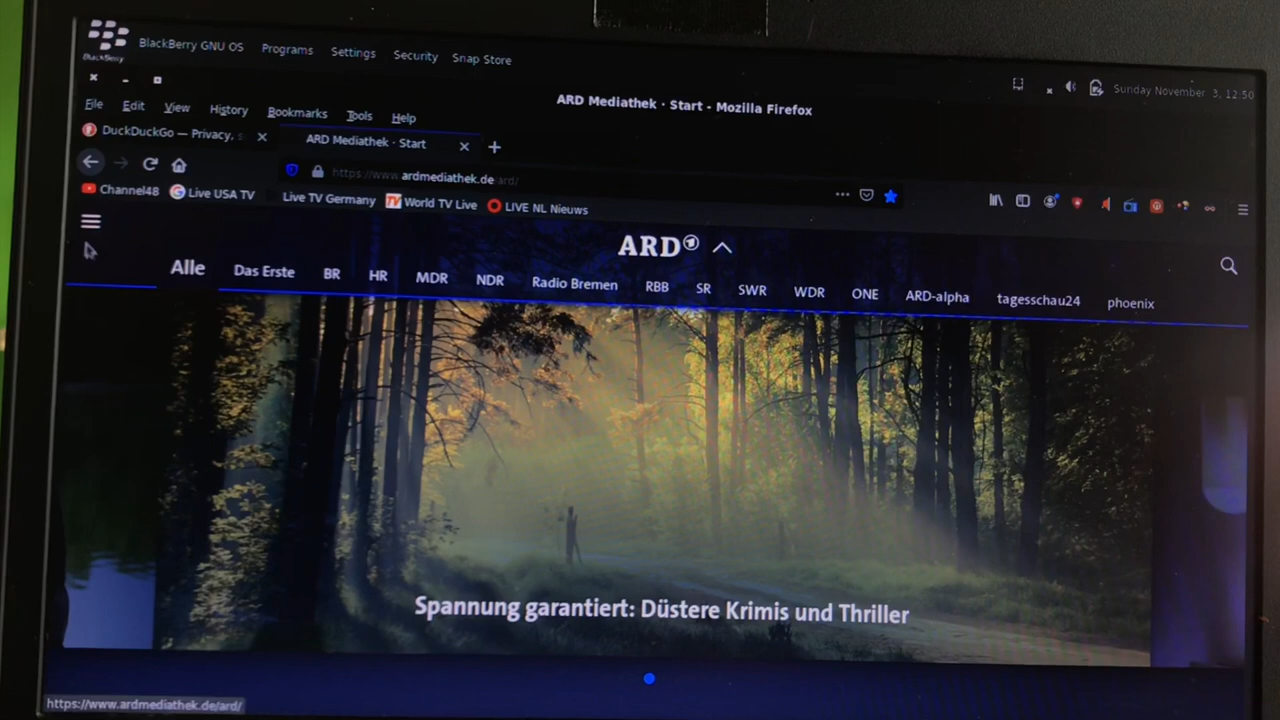 BlackBerry GNU OS Programs Settings Security Snap Store
BlackBerry
Sunday November 3, 12:50
ARD Mediathek · Start - Mozilla Firefox
File Edit View History Bookmarks Tools Help
DuckDuckGo — Privacy, s
ARD Mediathek · Start
https://www.ardmediathek.de/ard/
Channel48 Live USA TV Live TV Germany World TV Live LIVE NL Nieuws
ARD
Alle Das Erste BR HR MDR NDR Radio Bremen RBB SR SWR WDR ONE ARD-alpha tagesschau24 phoenix
Spannung garantiert: Düstere Krimis und Thriller
https://www.ardmediathek.de/ard/